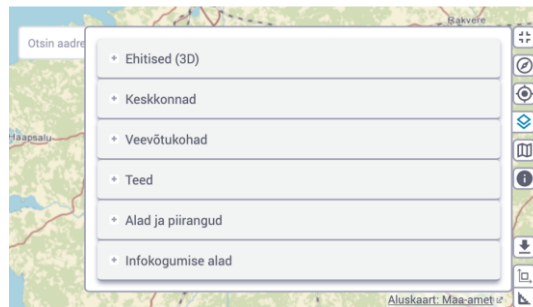 Rakvere
Otsin aadre
+ Ehitised (3D)
+ Keskkonnad
+ Veevõtukohad
Haapsalu
+ Teed
+ Alad ja piirangud
+ Infokogumise alad
Aluskaart: Maa-amet